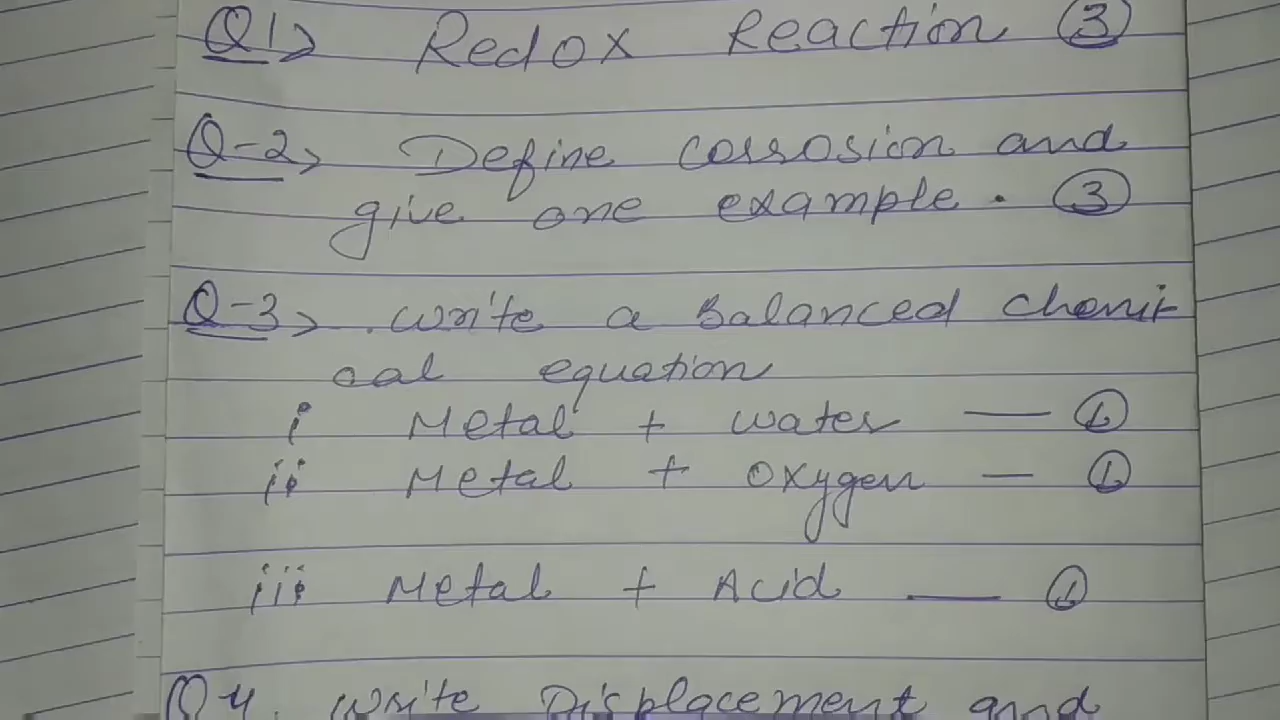 Q1> Redox Reaction ③
Q-2> Define corrosion and
give one example. ③
Q-3> . write a Balanced chemi
cal equation
i Metal + water — ①
ii Metal + oxygen — ①
iii Metal + Acid — ①
Q4. Write Displacement and